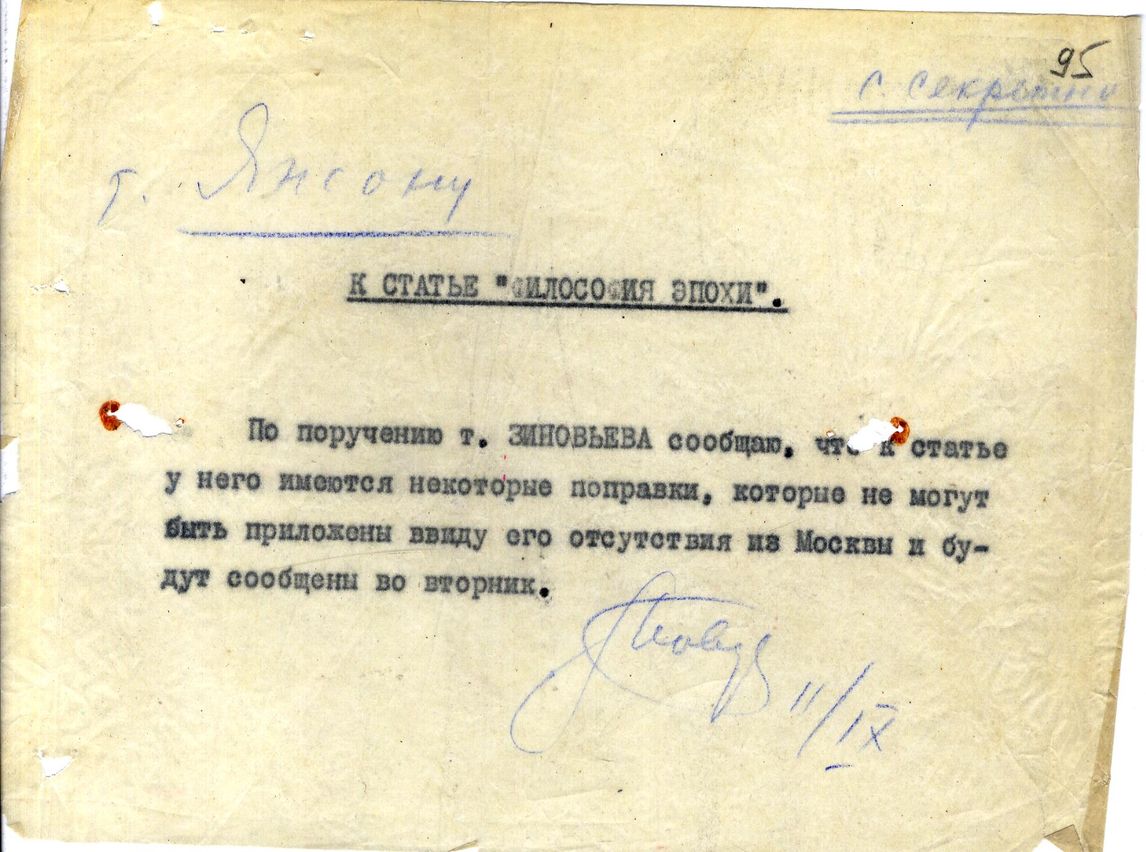 95
с. секретно
т. Янсону
К СТАТЬЕ "ФИЛОСОФИЯ ЭПОХИ".
По поручению т. ЗИНОВЬЕВА сообщаю, что к статье
у него имеются некоторые поправки, которые не могут
быть приложены ввиду его отсутствия из Москвы и бу-
дут сообщены во вторник.
11/IX